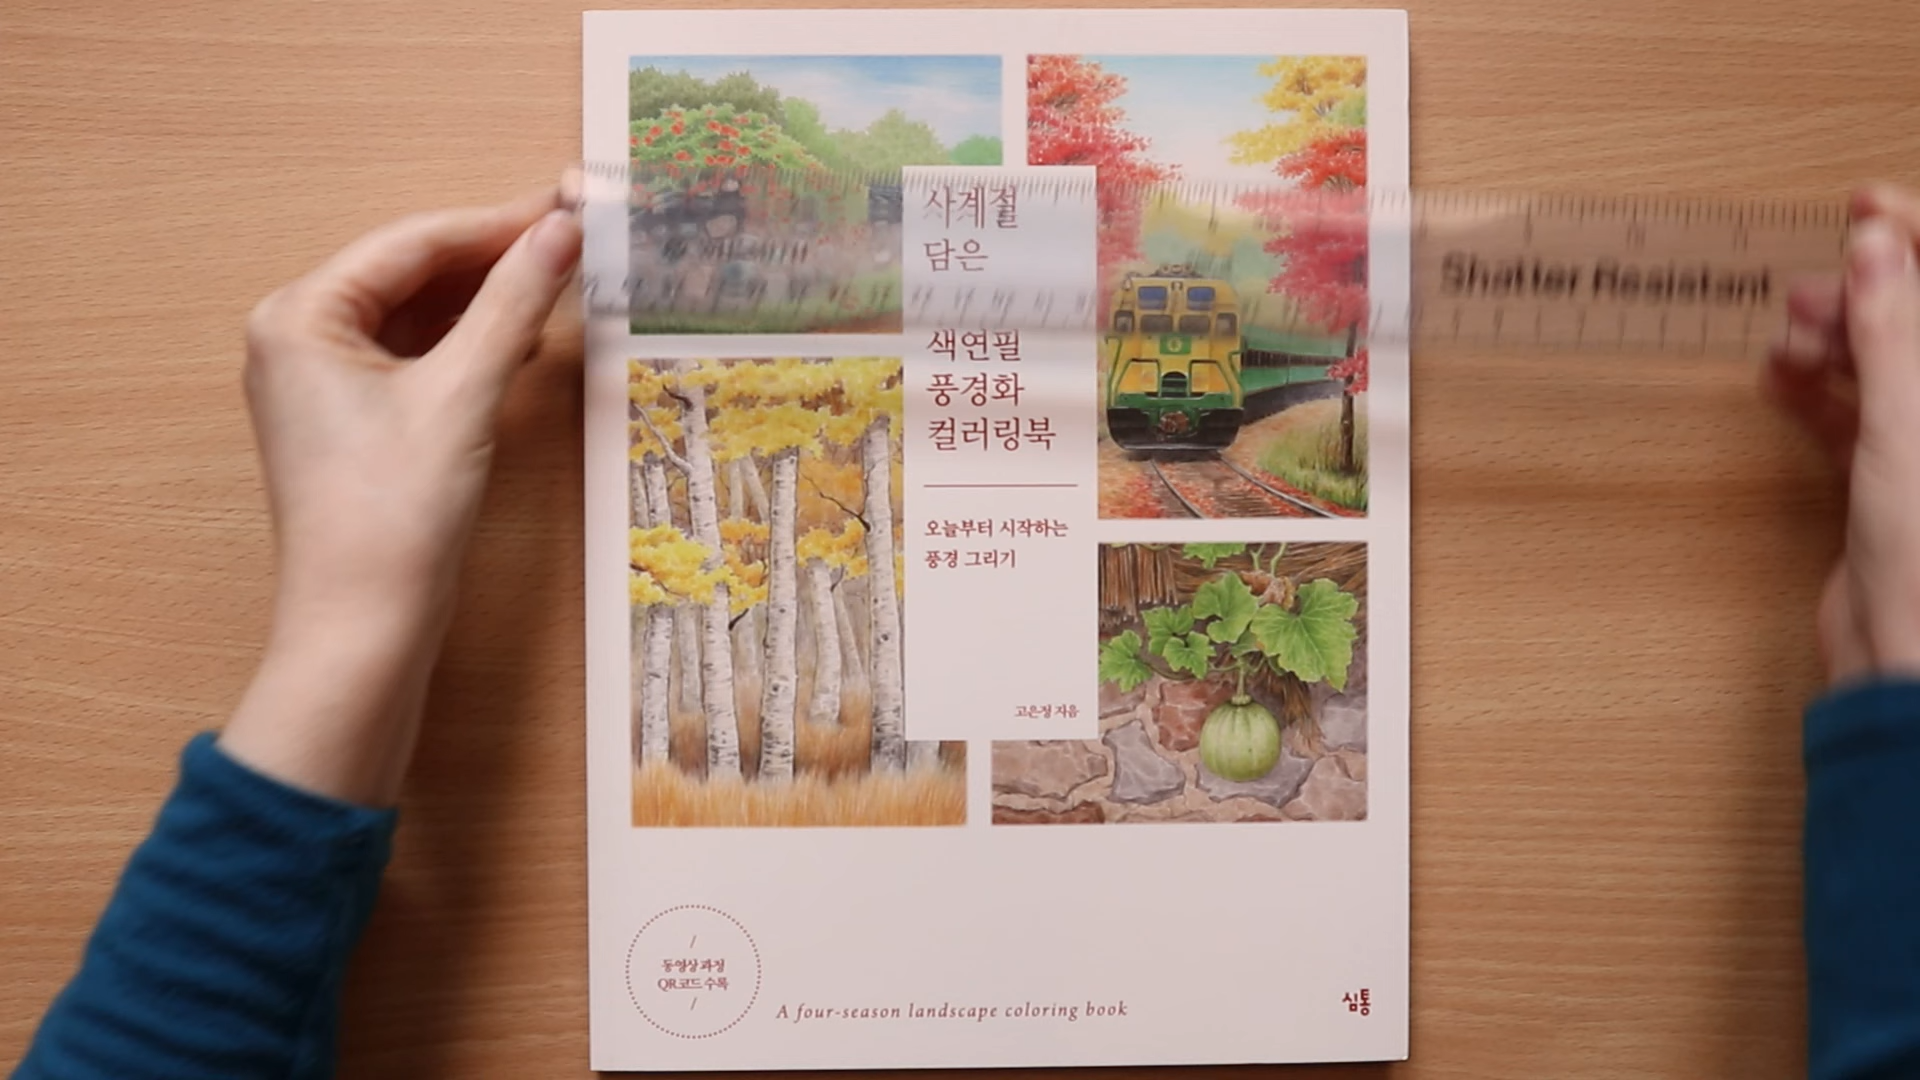 사계절
담은
Shatter Resistant
색연필
풍경화
컬러링북
오늘부터 시작하는
풍경 그리기
고은정 지음
동영상 과정
QR코드 수록
A four-season landscape coloring book
심통